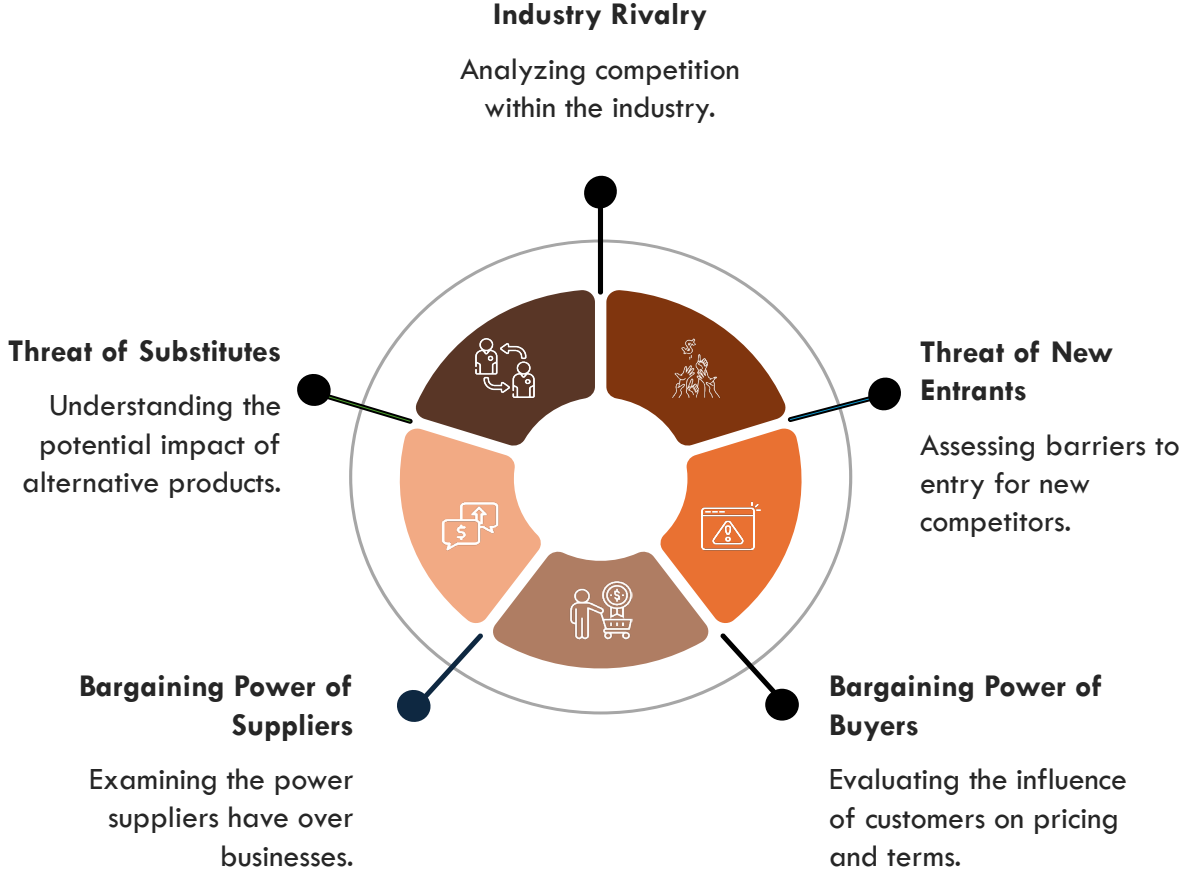 Industry Rivalry
Analyzing competition
within the industry.
Threat of Substitutes
Understanding the
potential impact of
alternative products.
Threat of New
Entrants
Assessing barriers to
entry for new
competitors.
$
$
$
Bargaining Power of
Suppliers
Examining the power
suppliers have over
businesses.
Bargaining Power of
Buyers
Evaluating the influence
of customers on pricing
and terms.